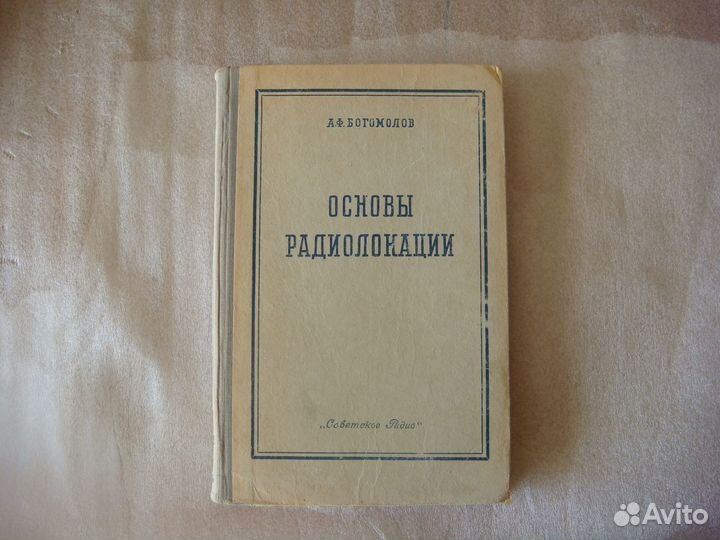 А.Ф. БОГОМОЛОВ
ОСНОВЫ
РАДИОЛОКАЦИИ
„Советское Радио"
Avito